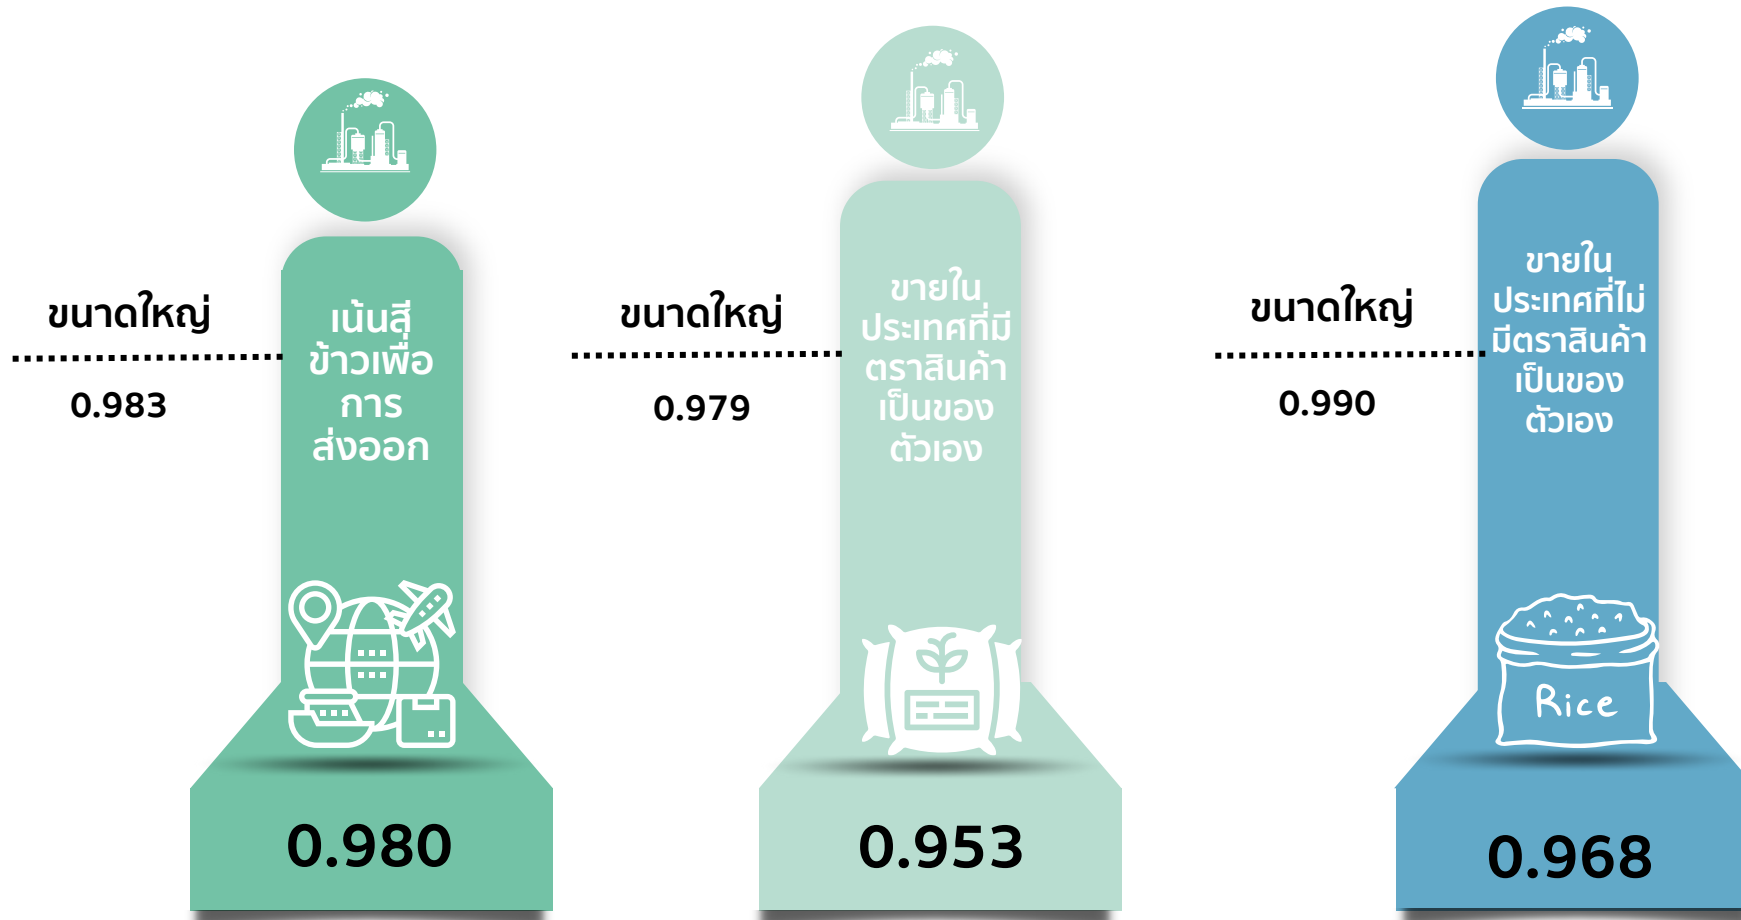 ขนาดใหญ่
0.983
เน้นสี
ข้าวเพื่อ
การ
ส่งออก
0.980
ขนาดใหญ่
0.979
ขายใน
ประเทศที่มี
ตราสินค้า
เป็นของ
ตัวเอง
0.953
ขนาดใหญ่
0.990
ขายใน
ประเทศที่ไม่
มีตราสินค้า
เป็นของ
ตัวเอง
Rice
0.968